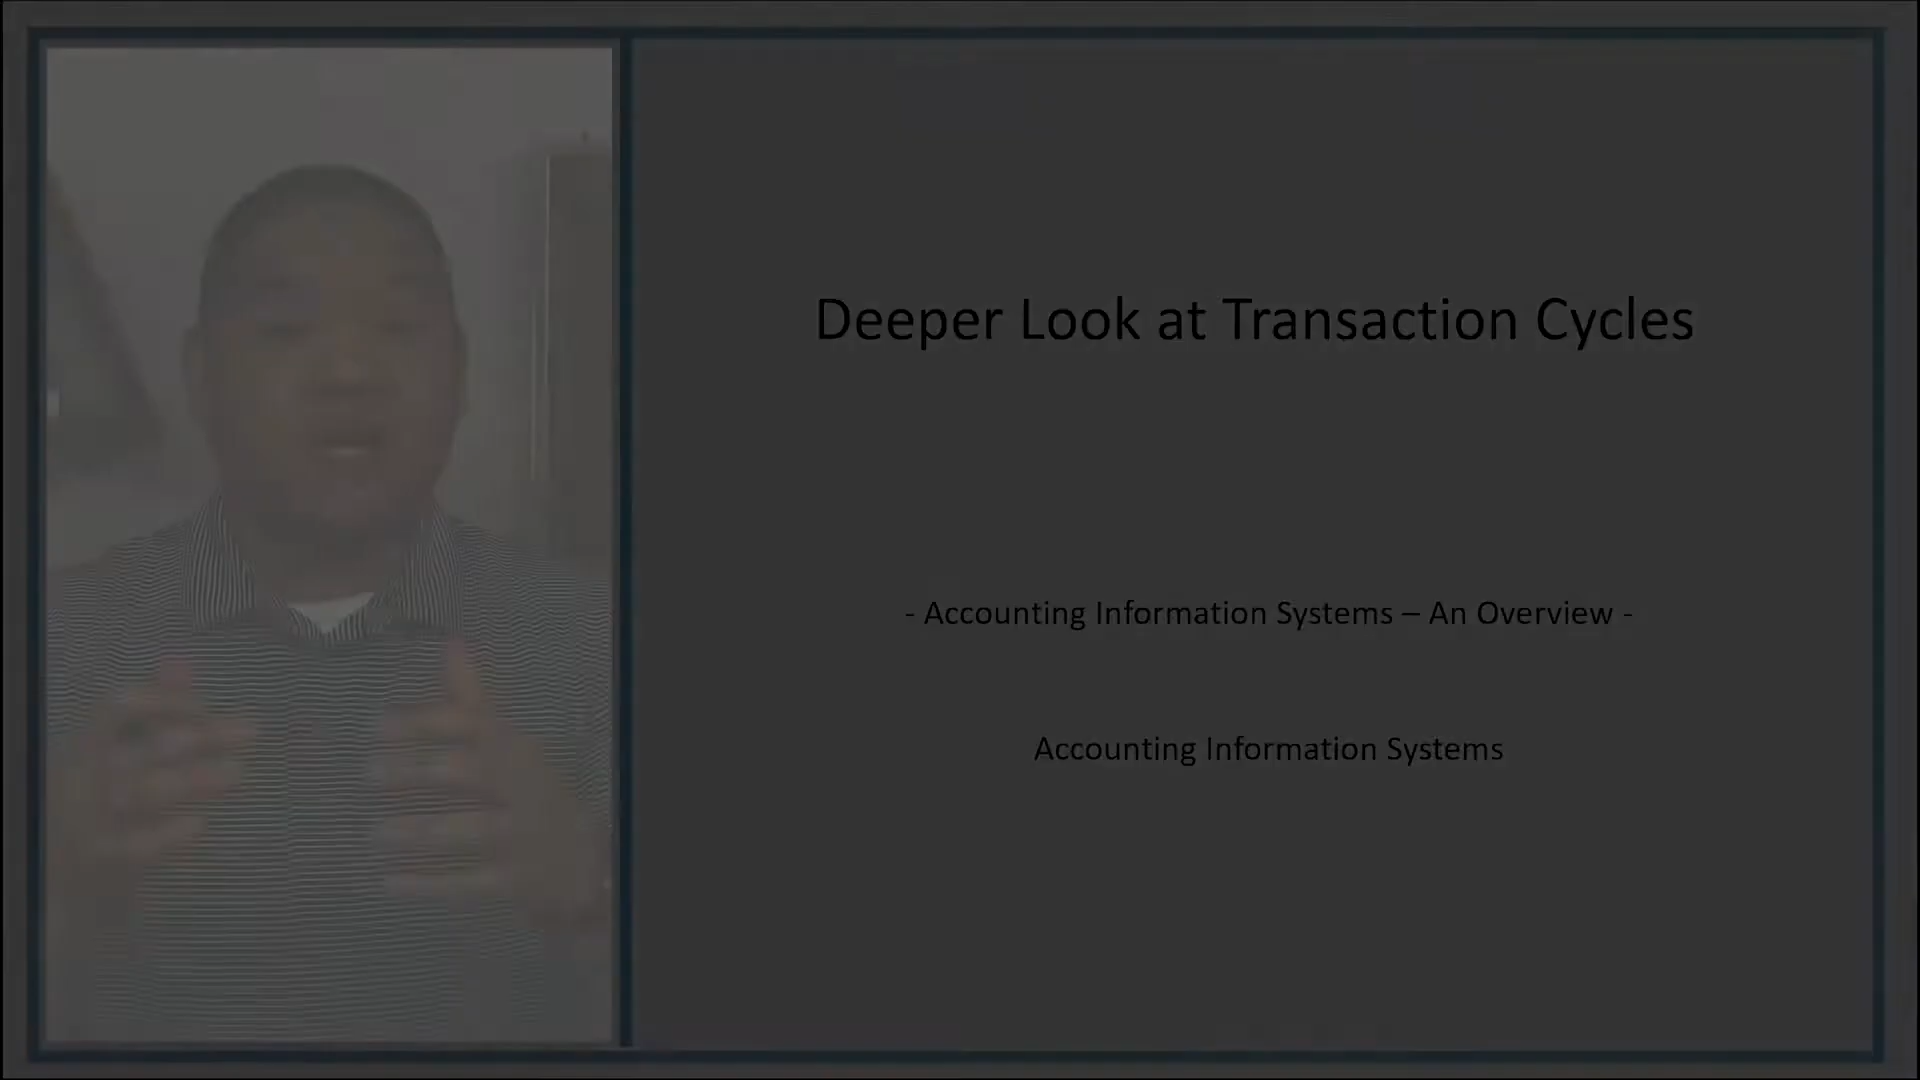 Deeper Look at Transaction Cycles
- Accounting Information Systems – An Overview -
Accounting Information Systems